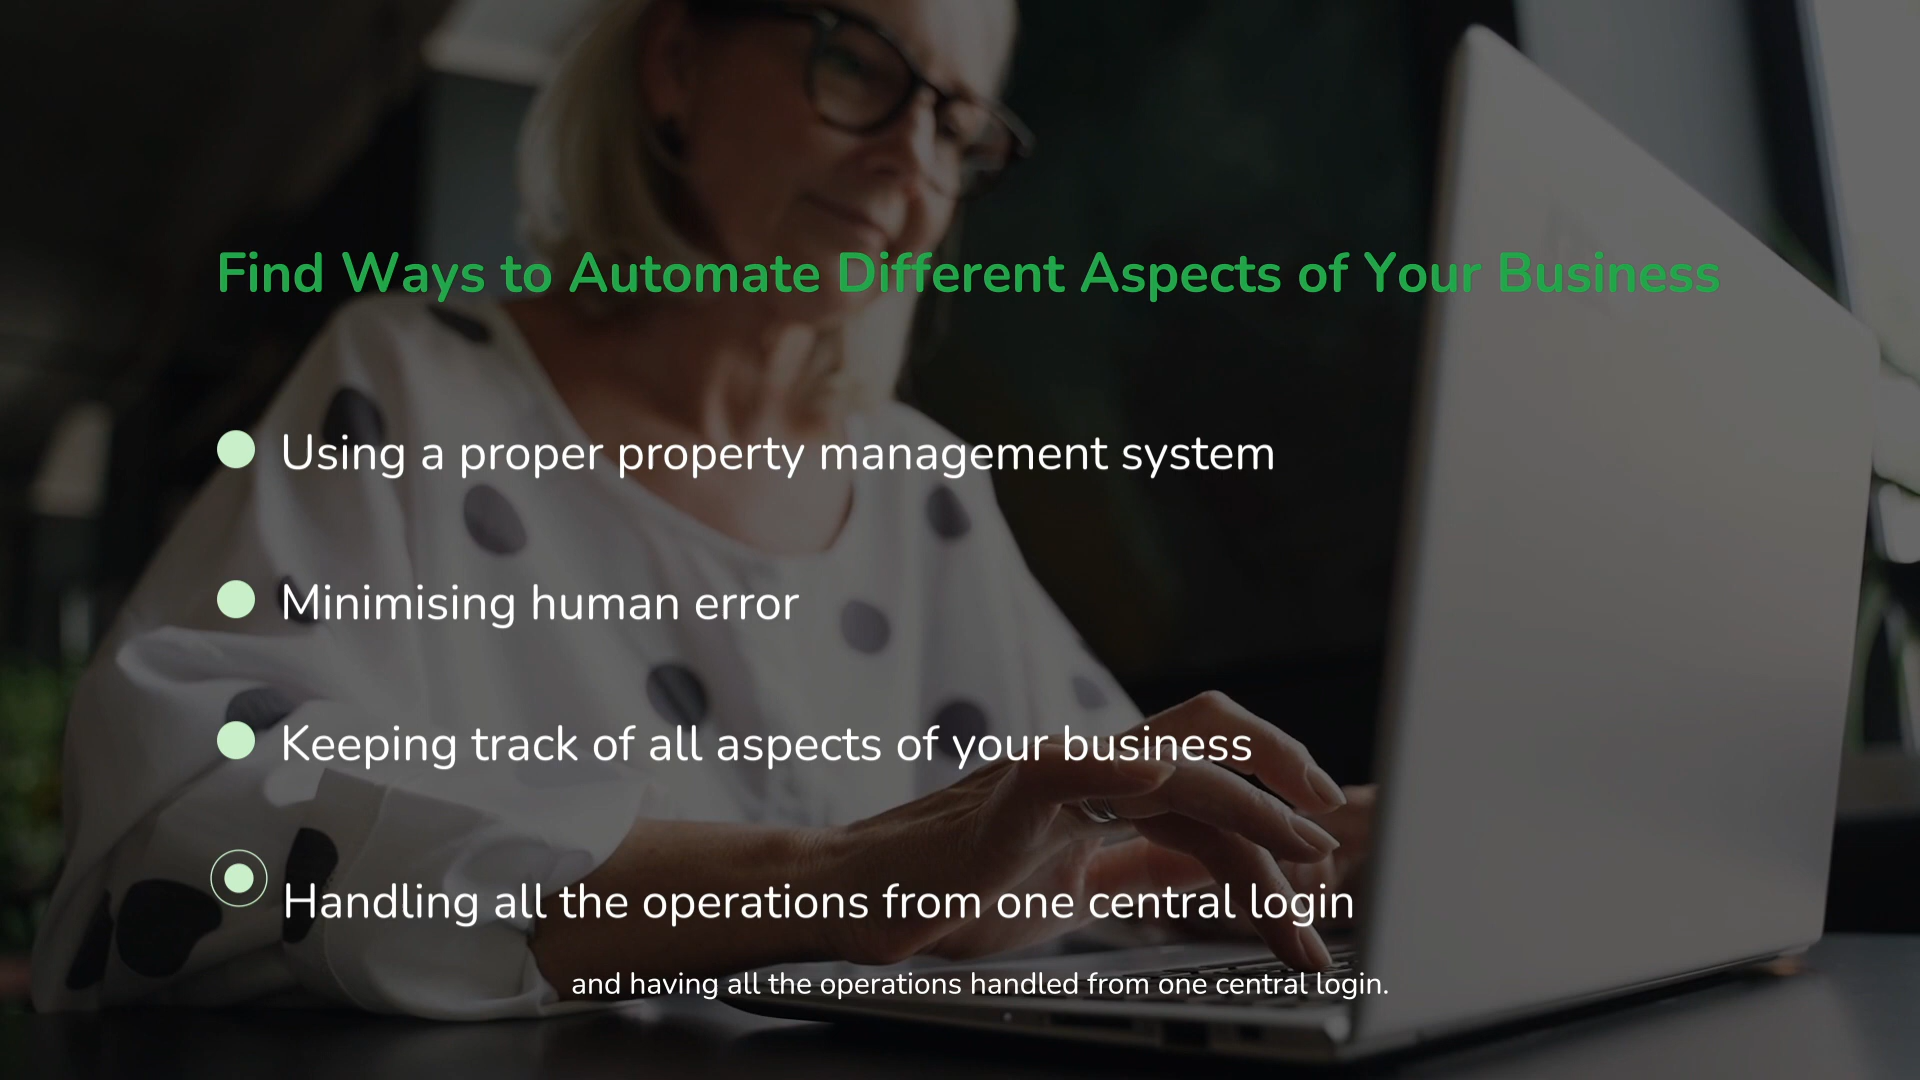 Find Ways to Automate Different Aspects of Your Business
Using a proper property management system
Minimising human error
Keeping track of all aspects of your business
Handling all the operations from one central login
and having all the operations handled from one central login.